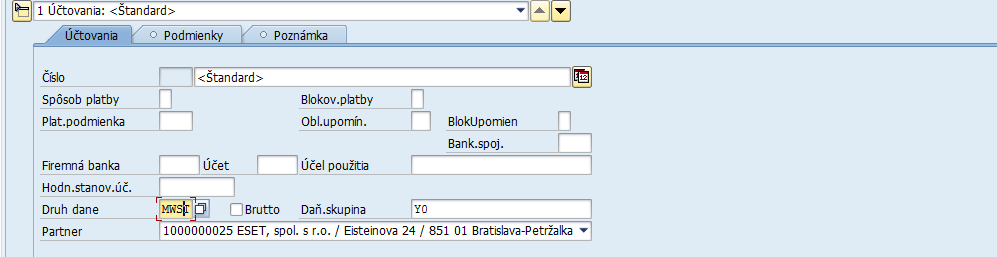 1 Účtovania: <Štandard>
Účtovania Podmienky Poznámka
Číslo <Štandard>
Spôsob platby Blokov.platby
Plat.podmienka Obl.upomín. BlokUpomien
Bank.spoj.
Firemná banka Účet Účel použitia
Hodn.stanov.úč.
Druh dane MWST Brutto Daň.skupina Y0
Partner 1000000025 ESET, spol. s r.o. / Eisteinova 24 / 851 01 Bratislava-Petržalka